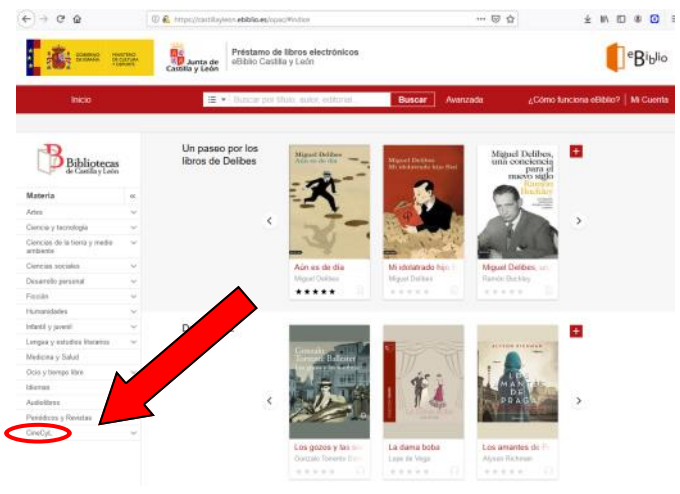 https://castillayleon.ebiblio.es/opac/#indice
GOBIERNO DE ESPAÑA
MINISTERIO DE CULTURA Y DEPORTE
Junta de Castilla y León
Préstamo de libros electrónicos
eBiblio Castilla y León
eBiblio
Inicio
Buscar por título, autor, editorial...
Buscar
Avanzada
¿Cómo funciona eBiblio?
Mi Cuenta
Bibliotecas
de Castilla y León
Materia
Artes
Ciencia y tecnología
Ciencias de la tierra y medio
ambiente
Ciencias sociales
Desarrollo personal
Ficción
Humanidades
Infantil y juvenil
Lengua y estudios literarios
Medicina y Salud
Ocio y tiempo libre
Idiomas
Audiolibros
Periódicos y Revistas
CineCyL
Un paseo por los
libros de Delibes
Miguel Delibes
Aún es de día
Miguel Delibes
Mi idolatrado hijo Sisí
Miguel Delibes,
una conciencia
para el
nuevo siglo
Ramón
Buckley
Aún es de día
Miguel Delibes
Mi idolatrado hijo
Miguel Delibes
Miguel Delibes,
Ramón Buckley
Gonzalo
Torrente Ballester
Los gozos y las sombras
LA DAMA BOBA
ALYSON RICHMAN
LOS
AMANTES
DE
PRAGA
Los gozos y las
Gonzalo Torrente
La dama boba
Lope de Vega
Los amantes de
Alyson Richman